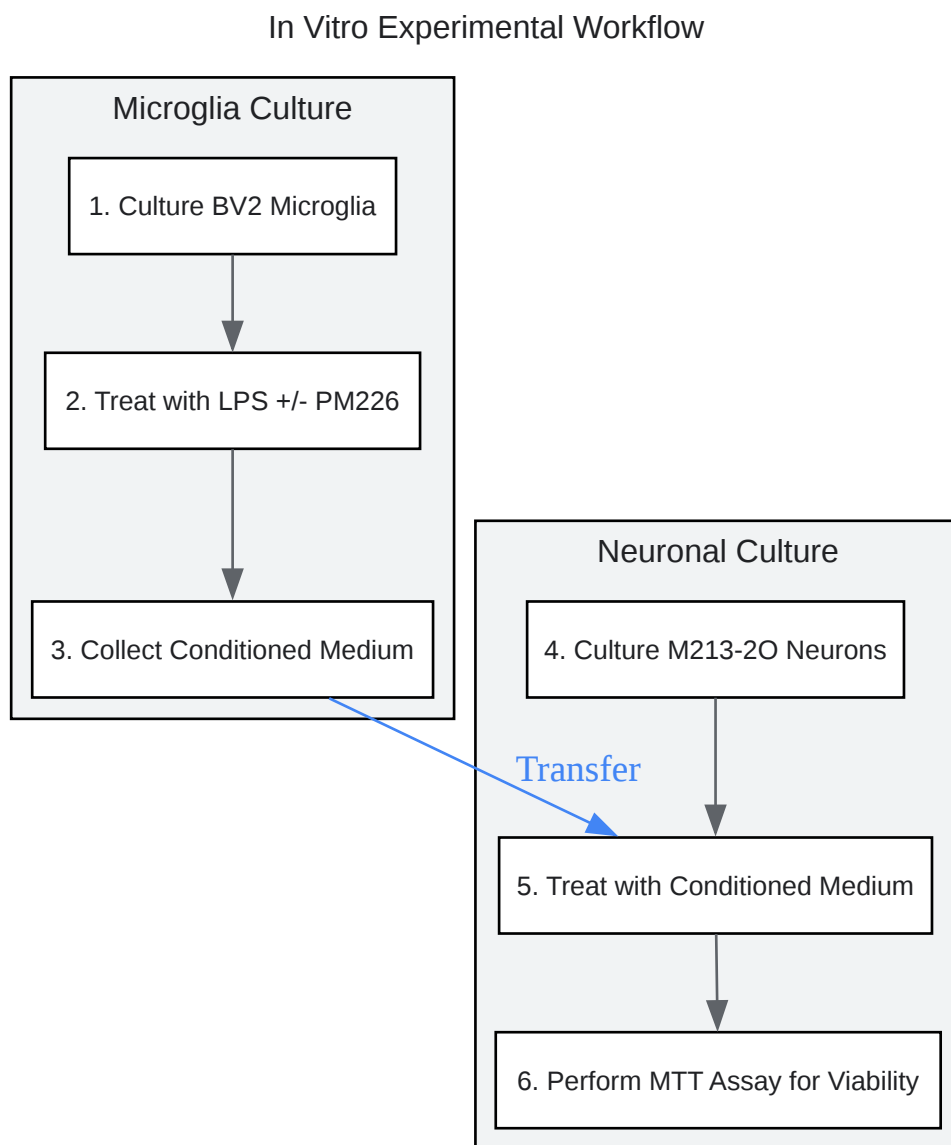 In Vitro Experimental Workflow
Microglia Culture
1. Culture BV2 Microglia
2. Treat with LPS +/- PM226
3. Collect Conditioned Medium
Transfer
Neuronal Culture
4. Culture M213-2O Neurons
5. Treat with Conditioned Medium
6. Perform MTT Assay for Viability